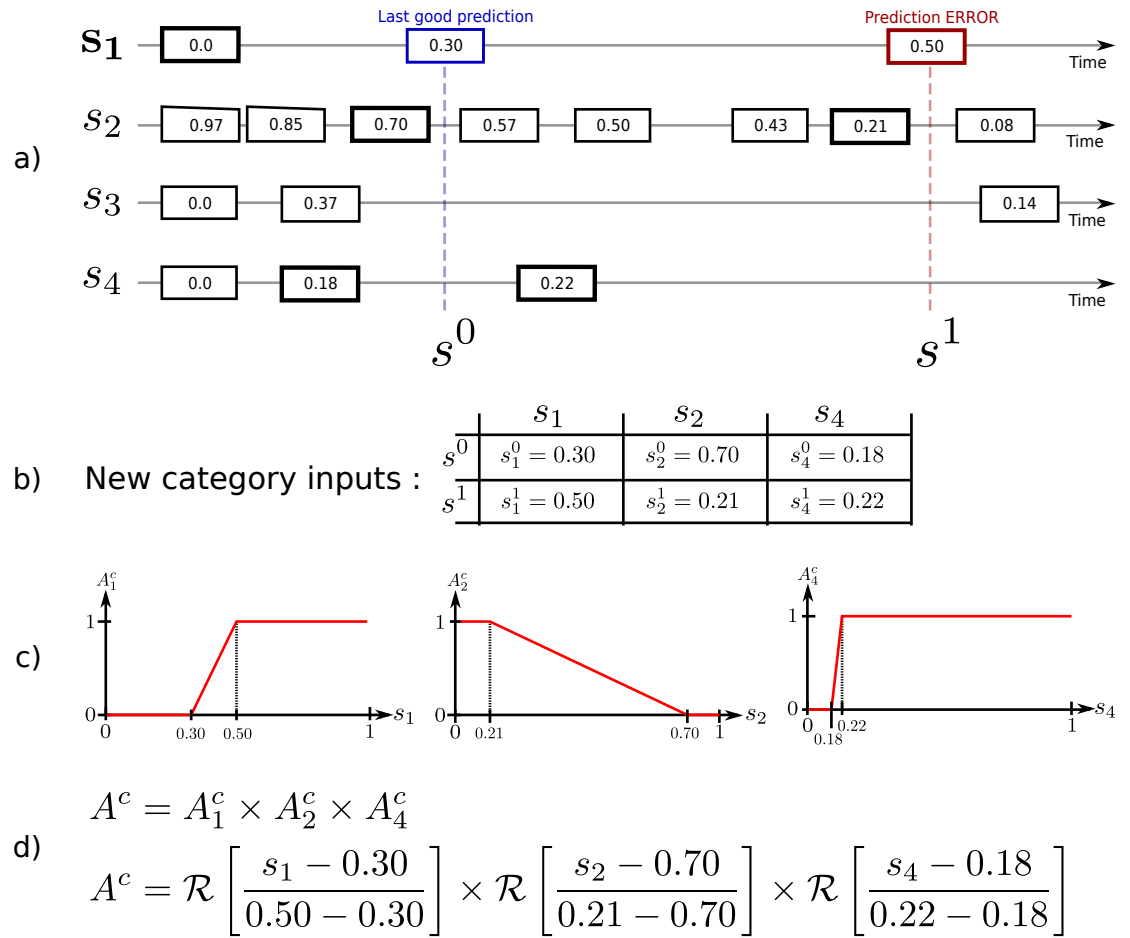 Last good prediction
Prediction ERROR
s₁ 0.0 0.30 0.50 Time
s₂ 0.97 0.85 0.70 0.57 0.50 0.43 0.21 0.08 Time
a)
s₃ 0.0 0.37 0.14 Time
s₄ 0.0 0.18 0.22 Time
s⁰ s¹
s₁ s₂ s₄
s⁰ s₁⁰ = 0.30 s₂⁰ = 0.70 s₄⁰ = 0.18
b) New category inputs :
s¹ s₁¹ = 0.50 s₂¹ = 0.21 s₄¹ = 0.22
c)
A₁ᶜ
1
0 s₁
0 0.30 0.50 1
A₂ᶜ
1
0 s₂
0 0.21 0.70 1
A₄ᶜ
1
0 s₄
0 0.18 0.22 1
d)
Aᶜ = A₁ᶜ × A₂ᶜ × A₄ᶜ
Aᶜ = ℛ [ (s₁ − 0.30) / (0.50 − 0.30) ] × ℛ [ (s₂ − 0.70) / (0.21 − 0.70) ] × ℛ [ (s₄ − 0.18) / (0.22 − 0.18) ]